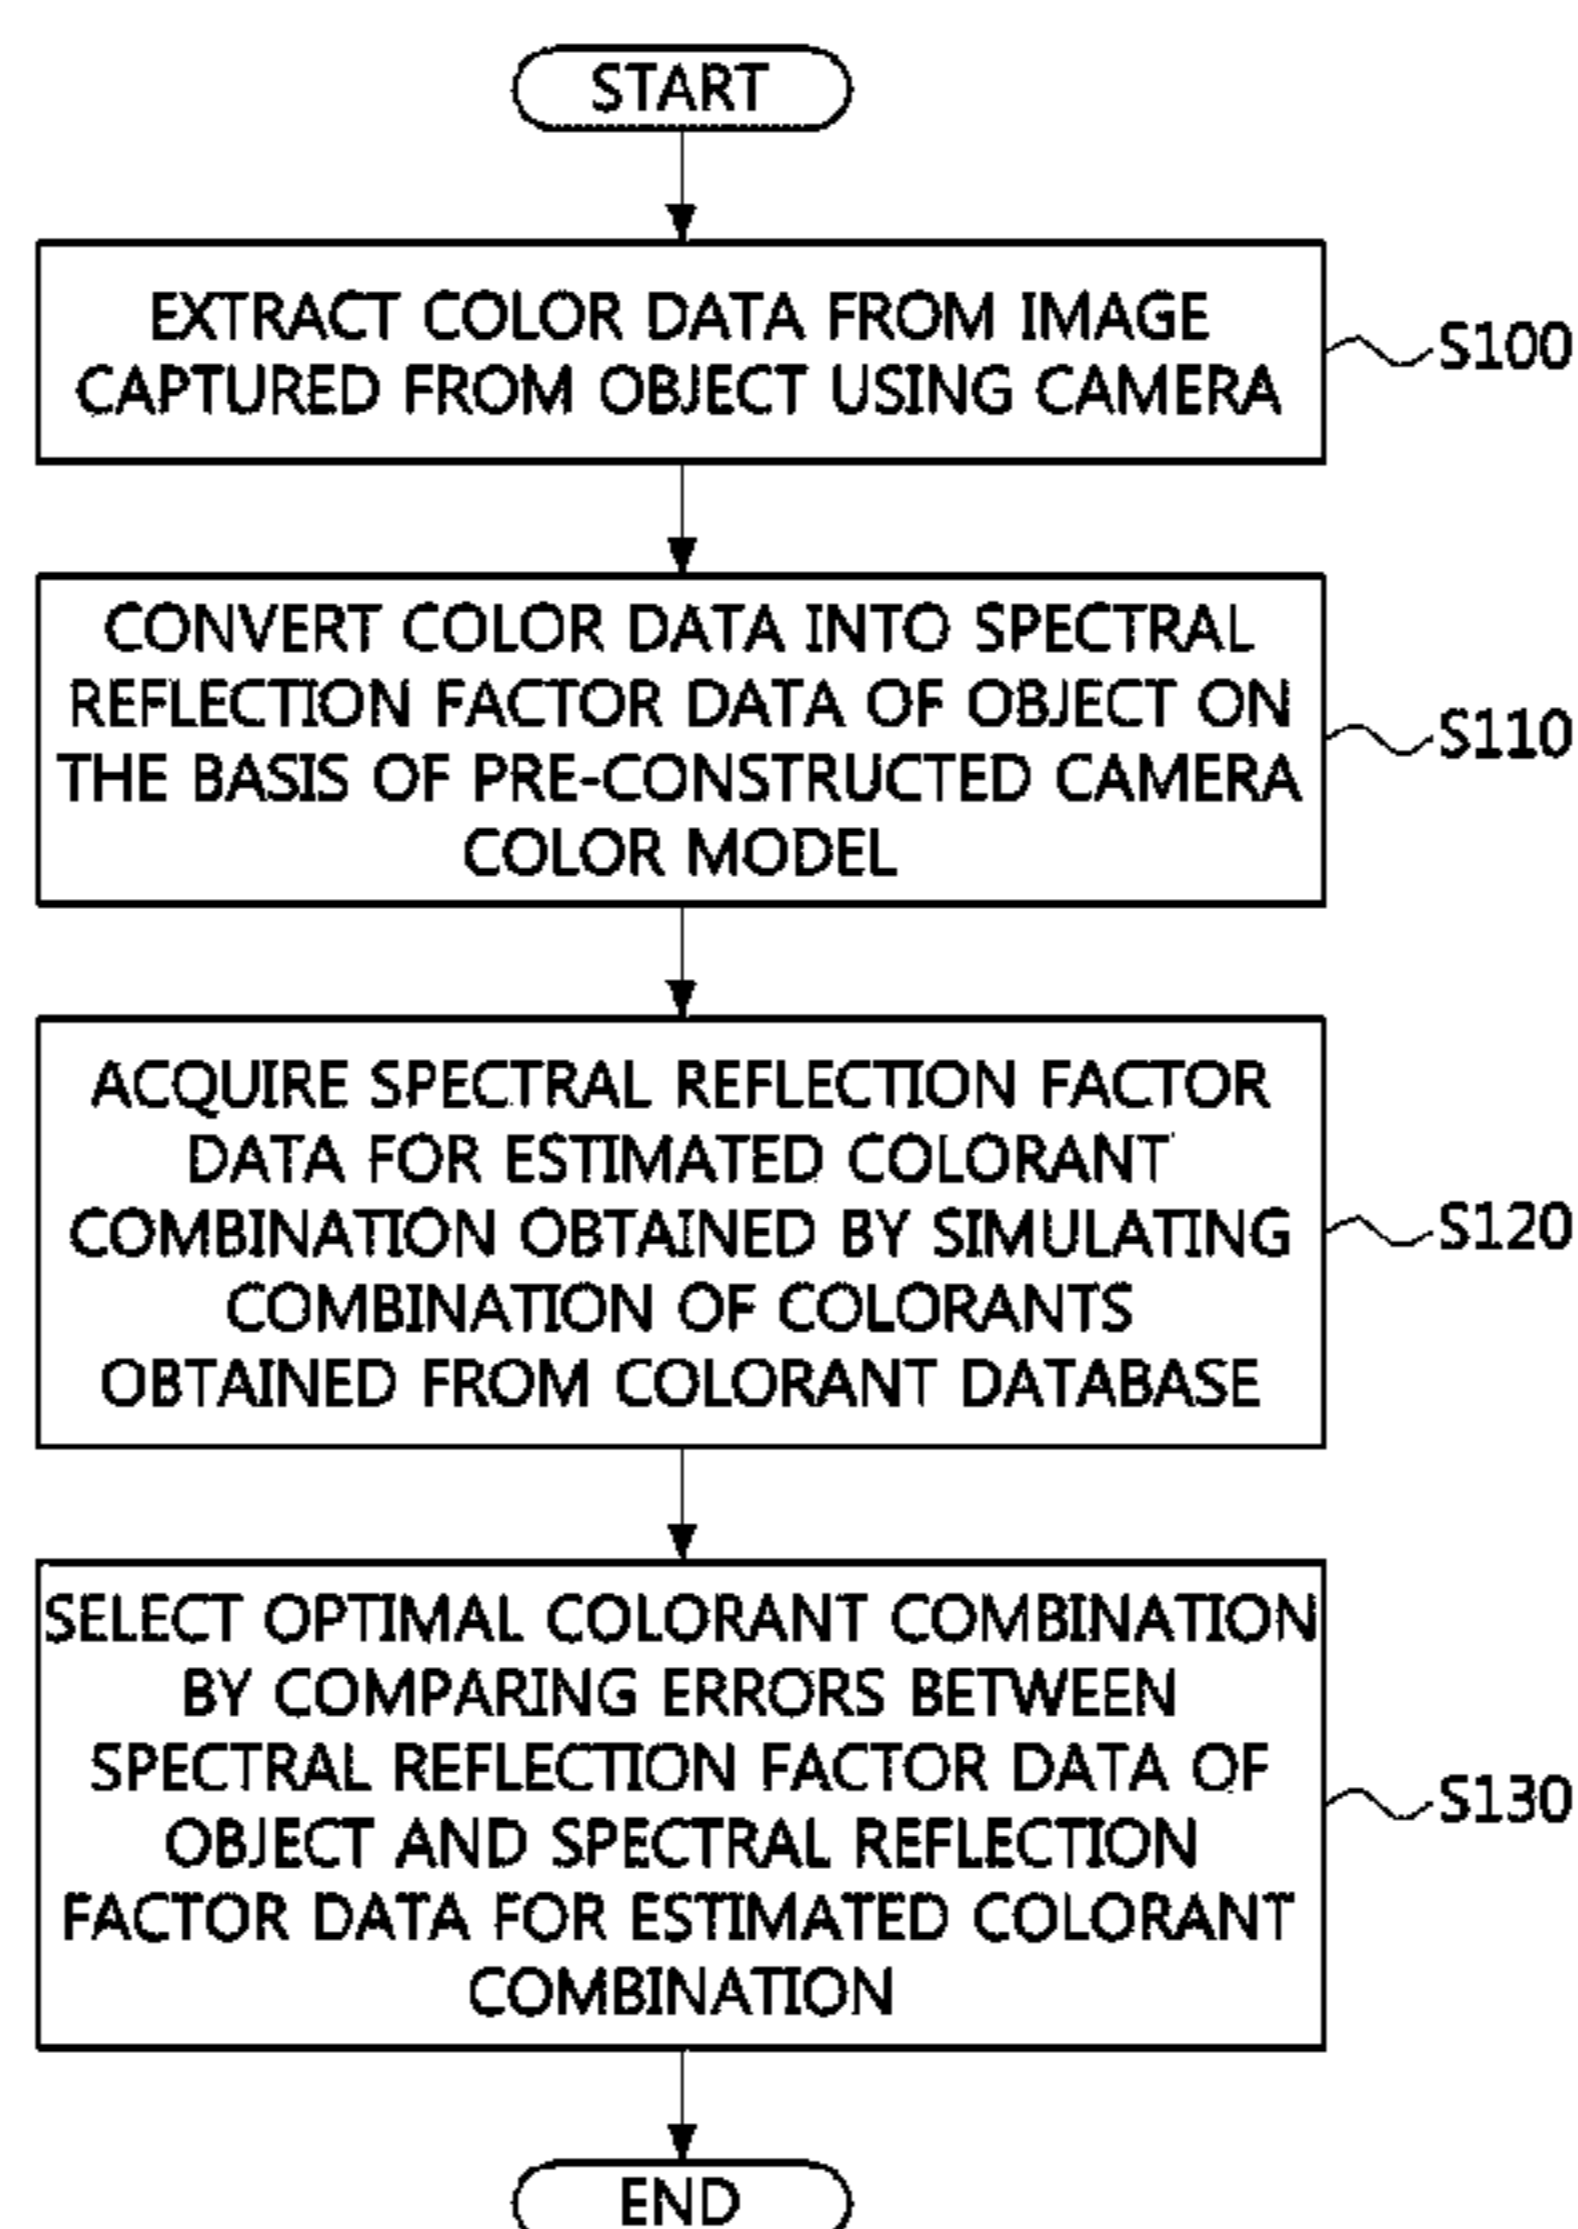 START
EXTRACT COLOR DATA FROM IMAGE
CAPTURED FROM OBJECT USING CAMERA
S100
CONVERT COLOR DATA INTO SPECTRAL
REFLECTION FACTOR DATA OF OBJECT ON
THE BASIS OF PRE-CONSTRUCTED CAMERA
COLOR MODEL
S110
ACQUIRE SPECTRAL REFLECTION FACTOR
DATA FOR ESTIMATED COLORANT
COMBINATION OBTAINED BY SIMULATING
COMBINATION OF COLORANTS
OBTAINED FROM COLORANT DATABASE
S120
SELECT OPTIMAL COLORANT COMBINATION
BY COMPARING ERRORS BETWEEN
SPECTRAL REFLECTION FACTOR DATA OF
OBJECT AND SPECTRAL REFLECTION
FACTOR DATA FOR ESTIMATED COLORANT
COMBINATION
S130
END